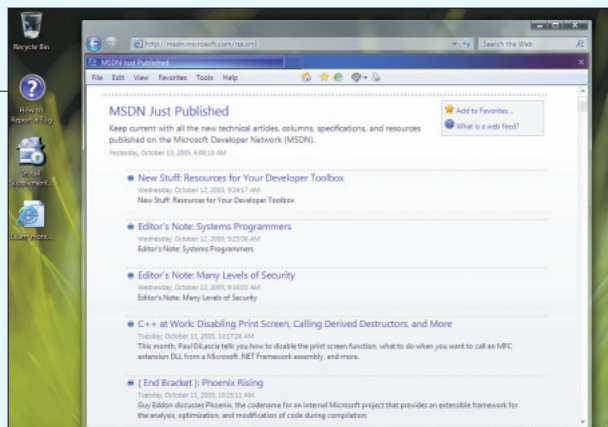 Recycle Bin
How to
Report a Bug
Install
Supplement...
Learn more...
http://msdn.microsoft.com/rss.xml
Search the Web
MSDN Just Published
File Edit View Favorites Tools Help
MSDN Just Published
Keep current with all the new technical articles, columns, specifications, and resources
published on the Microsoft Developer Network (MSDN).
Yesterday, October 13, 2005, 6:00:10 AM
Add to Favorites...
What is a web feed?
New Stuff: Resources for Your Developer Toolbox
Wednesday, October 12, 2005, 9:24:17 AM
New Stuff: Resources for Your Developer Toolbox
Editor's Note: Systems Programmers
Wednesday, October 12, 2005, 9:23:06 AM
Editor's Note: Systems Programmers
Editor's Note: Many Levels of Security
Wednesday, October 12, 2005, 9:16:03 AM
Editor's Note: Many Levels of Security
C++ at Work: Disabling Print Screen, Calling Derived Destructors, and More
Tuesday, October 11, 2005, 10:17:26 AM
This month, Paul DiLascia tells you how to disable the print screen function, what to do when you want to call an MFC
extension DLL from a Microsoft .NET Framework assembly, and more.
{ End Bracket }: Phoenix Rising
Tuesday, October 11, 2005, 10:15:11 AM
Guy Eddon discusses Phoenix, the codename for an internal Microsoft project that provides an extensible framework for
the analysis, optimization, and modification of code during compilation.